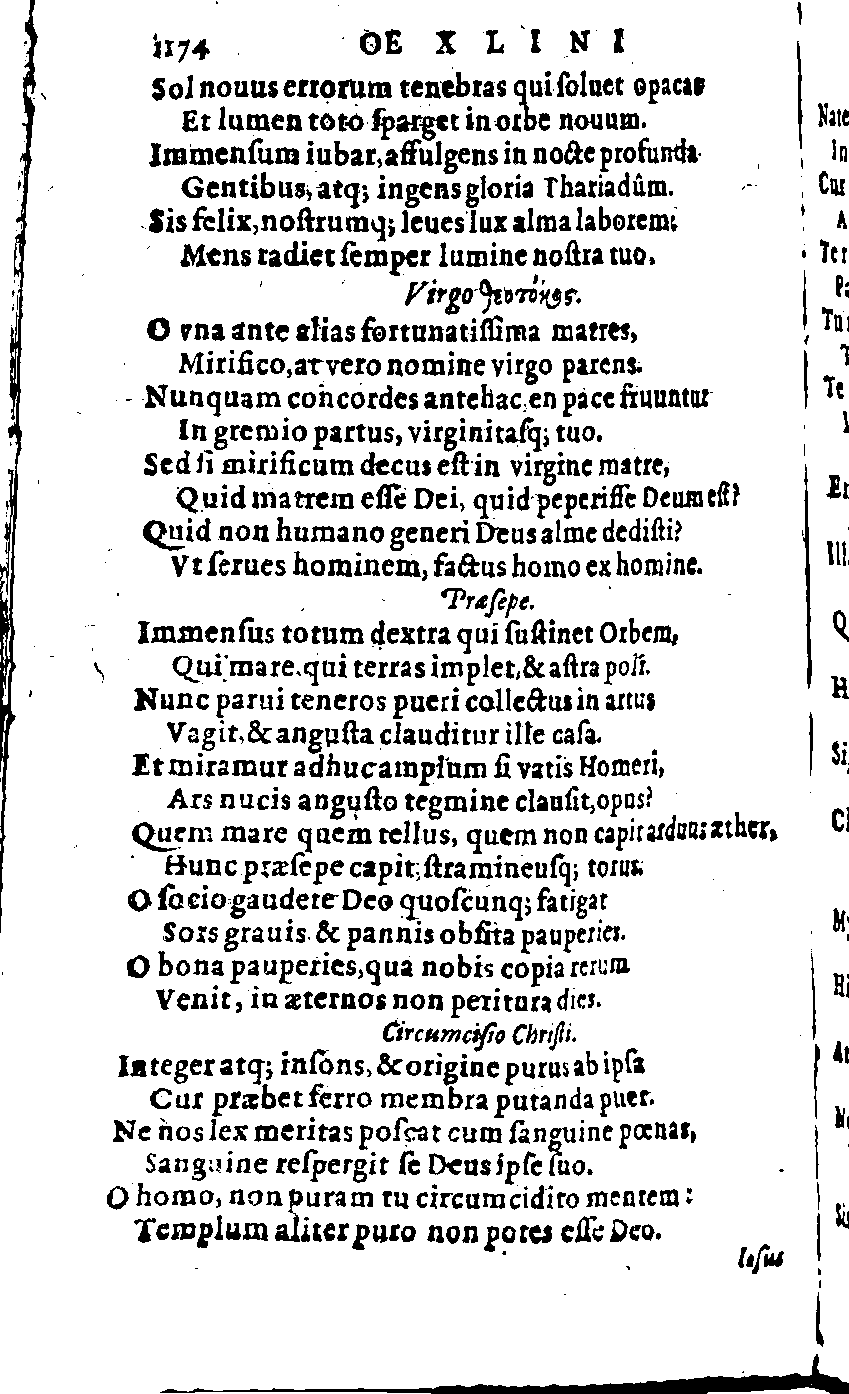 1174 OE X L I N I
Sol nouus errorum tenebras qui ſoluet opacas
Et lumen toto ſparget in orbe nouum.
Immenſum iubar, affulgens in nocte profunda
Gentibus, atq; ingens gloria Thariadûm.
Sis felix, noſtrumq; leues lux alma laborem:
Mens radiet ſemper lumine noſtra tuo.
Virgo θεοτόκος.
O vna ante alias fortunatiſſima matres,
Mirifico, at vero nomine virgo parens.
Nunquam concordes antehac, en pace fruuntur
In gremio partus, virginitaſq; tuo.
Sed ſi mirificum decus eſt in virgine matre,
Quid matrem eſſe Dei, quid peperiſſe Deum eſt?
Quid non humano generi Deus alme dediſti?
Vt ſerues hominem, factus homo ex homine.
Præſepe.
Immenſus totum dextra qui ſuſtinet Orbem,
Qui mare, qui terras implet, & aſtra poli.
Nunc parui teneros pueri collectus in artus
Vagit, & anguſta clauditur ille caſa.
Et miramur adhuc amplum ſi vatis Homeri,
Ars nucis anguſto tegmine clauſit, opus?
Quem mare quem tellus, quem non capit arduus æther,
Hunc præſepe capit, ſtramineuſq; torus.
O ſocio gaudete Deo quoſcunq; fatigat
Sors grauis & pannis obſita pauperies.
O bona pauperies, qua nobis copia rerum
Venit, in æternos non peritura dies.
Circumciſio Chriſti.
Integer atq; inſons, & origine purus ab ipſa
Cur præbet ferro membra putanda puer.
Ne nos lex meritas poſcat cum ſanguine pœnas,
Sanguine reſpergit ſe Deus ipſe ſuo.
O homo, non puram tu circumcidito mentem:
Templum aliter puro non potes eſſe Deo.
Ieſus
Nate
In
Cur
A
Ter
Pa
Tur
T
Te
Er
Ill
Q
H
Si
Cl
M
Hi
At
Ne
Si